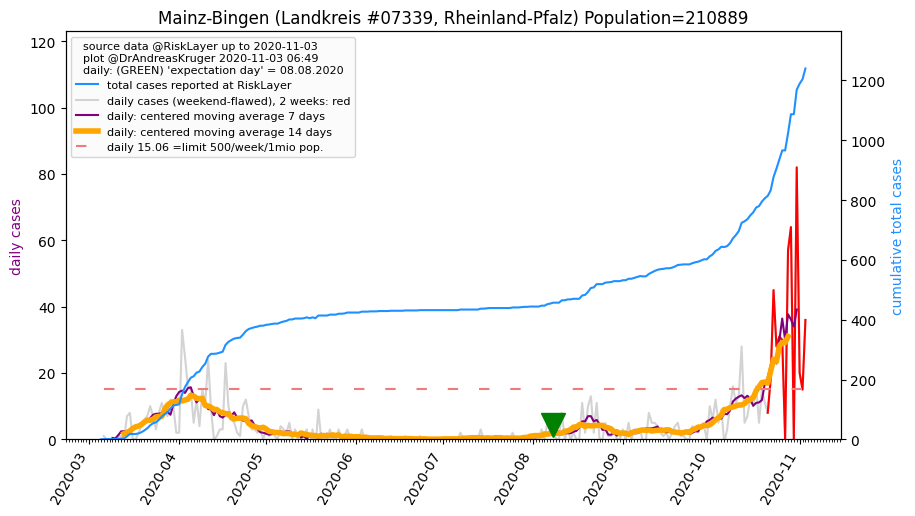 Mainz-Bingen (Landkreis #07339, Rheinland-Pfalz) Population=210889
source data @RiskLayer up to 2020-11-03
plot @DrAndreasKruger 2020-11-03 06:49
daily: (GREEN) 'expectation day' = 08.08.2020
total cases reported at RiskLayer
daily cases (weekend-flawed), 2 weeks: red
daily: centered moving average 7 days
daily: centered moving average 14 days
daily 15.06 =limit 500/week/1mio pop.
daily cases
120
100
80
60
40
20
0
cumulative total cases
1200
1000
800
600
400
200
0
2020-03
2020-04
2020-05
2020-06
2020-07
2020-08
2020-09
2020-10
2020-11